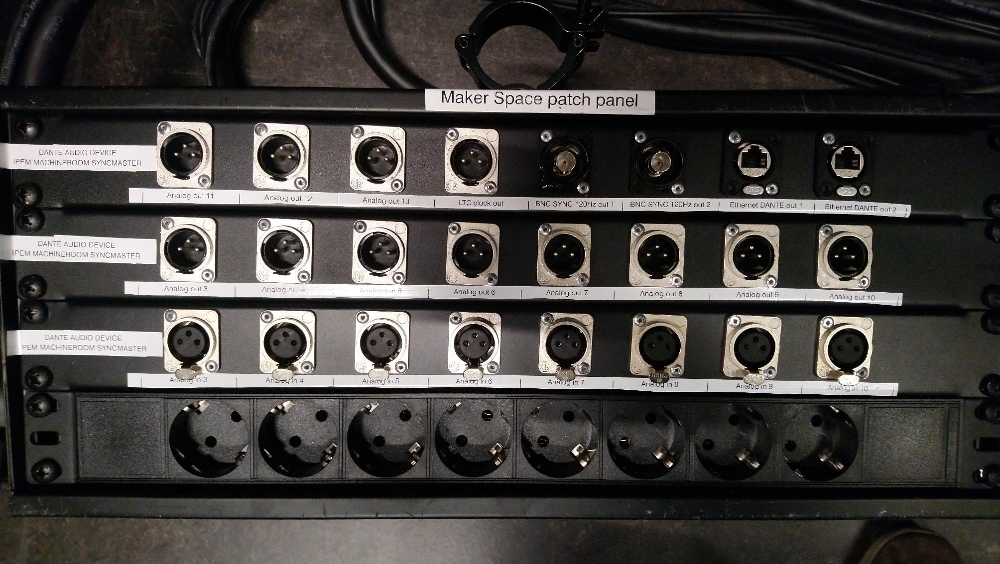 Maker Space patch panel
DANTE AUDIO DEVICE
IPEM MACHINEROOM SYNCMASTER
Analog out 11
Analog out 12
Analog out 13
LTC clock out
BNC SYNC 120Hz out 1
BNC SYNC 120Hz out 2
Ethernet DANTE out 1
Ethernet DANTE out 2
DANTE AUDIO DEVICE
IPEM MACHINEROOM SYNCMASTER
Analog out 3
Analog out 4
Analog out 5
Analog out 6
Analog out 7
Analog out 8
Analog out 9
Analog out 10
DANTE AUDIO DEVICE
IPEM MACHINEROOM SYNCMASTER
Analog in 3
Analog in 4
Analog in 5
Analog in 6
Analog in 7
Analog in 8
Analog in 9
Analog in 10
PUSH